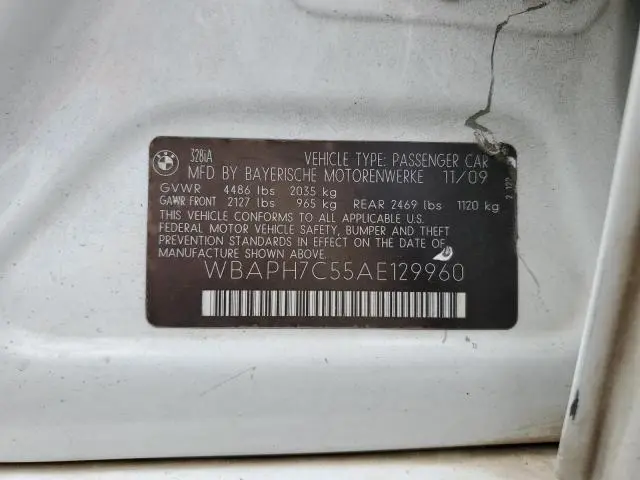 BMW
328iA
VEHICLE TYPE: PASSENGER CAR
MFD BY BAYERISCHE MOTORENWERKE 11/09
GVWR 4486 lbs 2035 kg
GAWR FRONT 2127 lbs 965 kg REAR 2469 lbs 1120 kg
THIS VEHICLE CONFORMS TO ALL APPLICABLE U.S.
FEDERAL MOTOR VEHICLE SAFETY, BUMPER AND THEFT
PREVENTION STANDARDS IN EFFECT ON THE DATE OF
MANUFACTURE SHOWN ABOVE.
WBAPH7C55AE129960